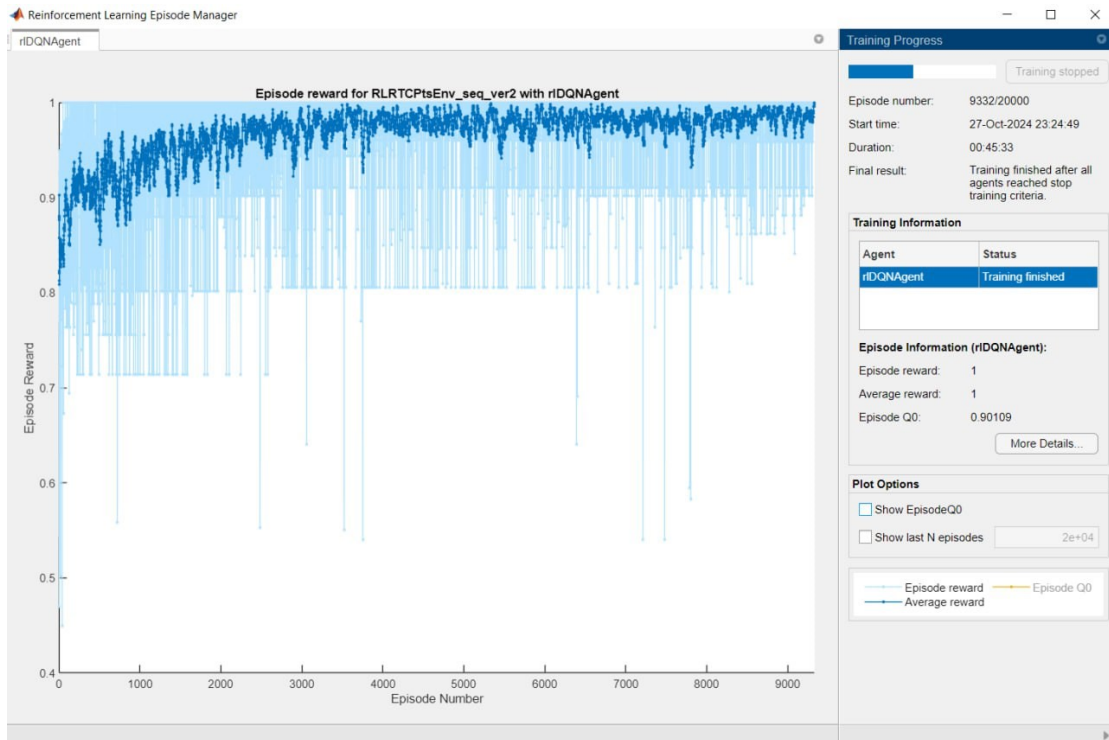 Reinforcement Learning Episode Manager
rlDQNAgent
Training Progress
Episode reward for RLRTCPtsEnv_seq_ver2 with rlDQNAgent
1
0.9
0.8
0.7
0.6
0.5
0.4
Episode Reward
0 1000 2000 3000 4000 5000 6000 7000 8000 9000
Episode Number
Training stopped
Episode number: 9332/20000
Start time: 27-Oct-2024 23:24:49
Duration: 00:45:33
Final result: Training finished after all
agents reached stop
training criteria.
Training Information
Agent Status
rlDQNAgent Training finished
Episode Information (rlDQNAgent):
Episode reward: 1
Average reward: 1
Episode Q0: 0.90109
More Details...
Plot Options
Show EpisodeQ0
Show last N episodes 2e+04
Episode reward Episode Q0
Average reward